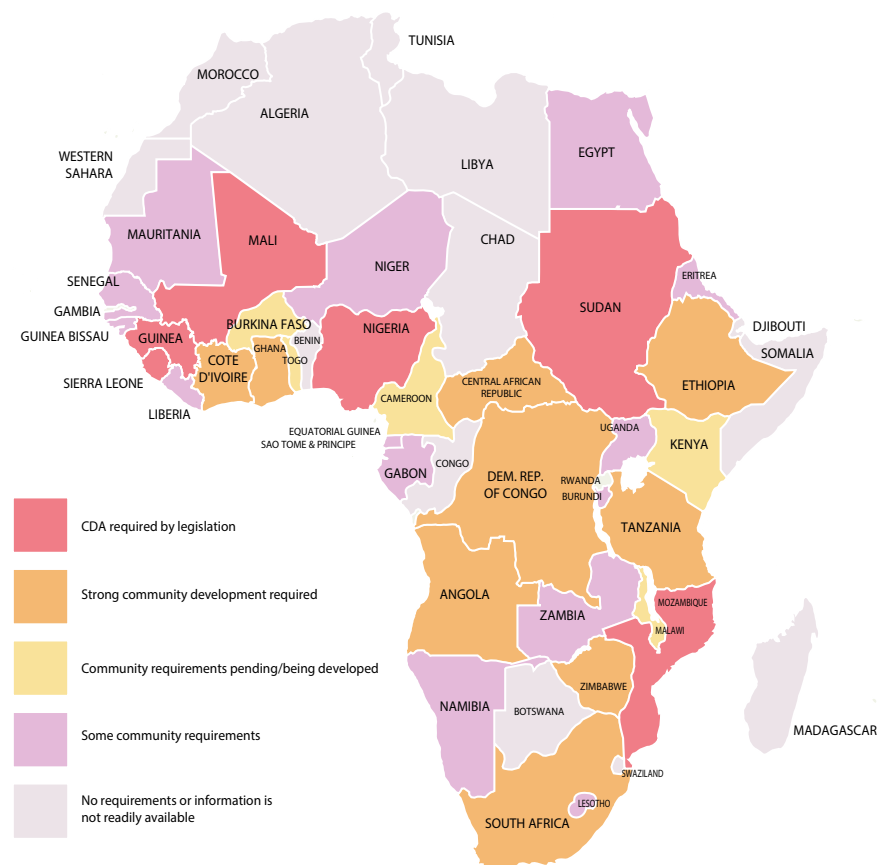 TUNISIA
MOROCCO
ALGERIA
WESTERN
SAHARA
LIBYA
EGYPT
MAURITANIA
MALI
NIGER
CHAD
SENEGAL
ERITREA
GAMBIA
SUDAN
BURKINA FASO
NIGERIA
DJIBOUTI
GUINEA BISSAU
GUINEA
BENIN
GHANA
SOMALIA
COTE
D'IVOIRE
TOGO
SIERRA LEONE
CENTRAL AFRICAN
REPUBLIC
ETHIOPIA
CAMEROON
LIBERIA
EQUATORIAL GUINEA
SAO TOME & PRINCIPE
UGANDA
KENYA
CONGO
GABON
DEM. REP.
OF CONGO
RWANDA
BURUNDI
TANZANIA
CDA required by legislation
Strong community development required
ANGOLA
MOZAMBIQUE
ZAMBIA
MALAWI
Community requirements pending/being developed
ZIMBABWE
NAMIBIA
BOTSWANA
Some community requirements
MADAGASCAR
SWAZILAND
No requirements or information is
not readily available
LESOTHO
SOUTH AFRICA